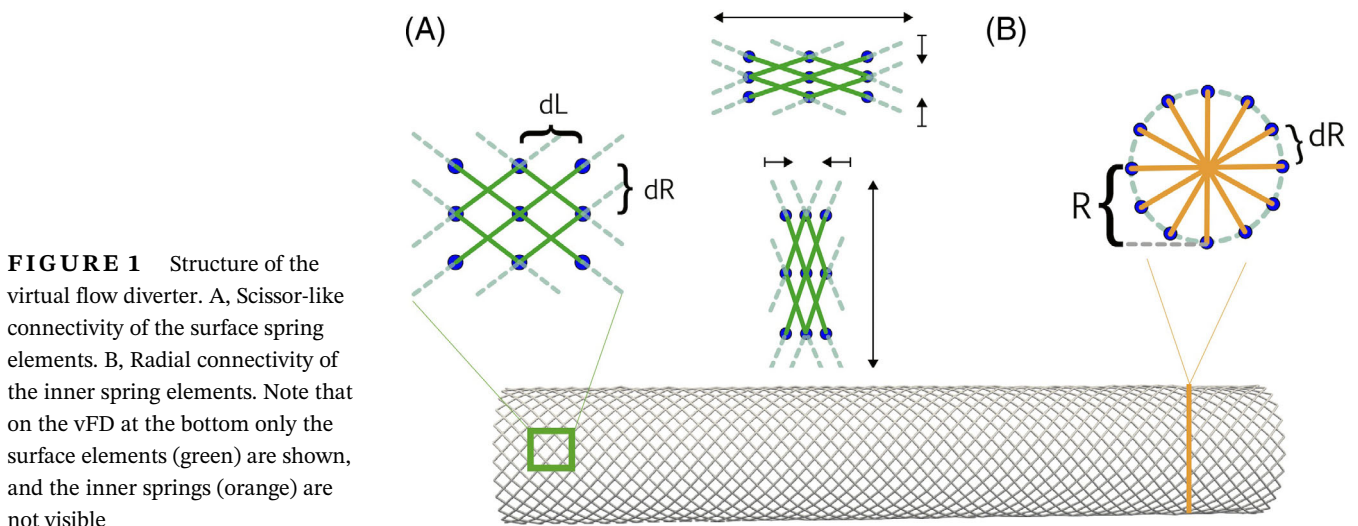 FIGURE 1 Structure of the
virtual flow diverter. A, Scissor-like
connectivity of the surface spring
elements. B, Radial connectivity of
the inner spring elements. Note that
on the vFD at the bottom only the
surface elements (green) are shown,
and the inner springs (orange) are
not visible
(A)
dL
dR
(B)
dR
R